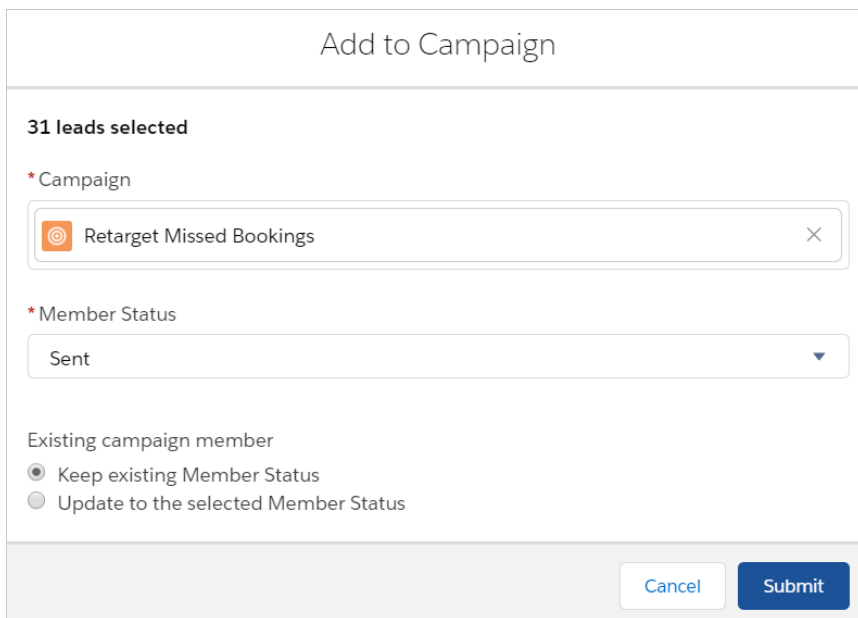 Add to Campaign
31 leads selected
* Campaign
Retarget Missed Bookings
* Member Status
Sent
Existing campaign member
Keep existing Member Status
Update to the selected Member Status
Cancel Submit